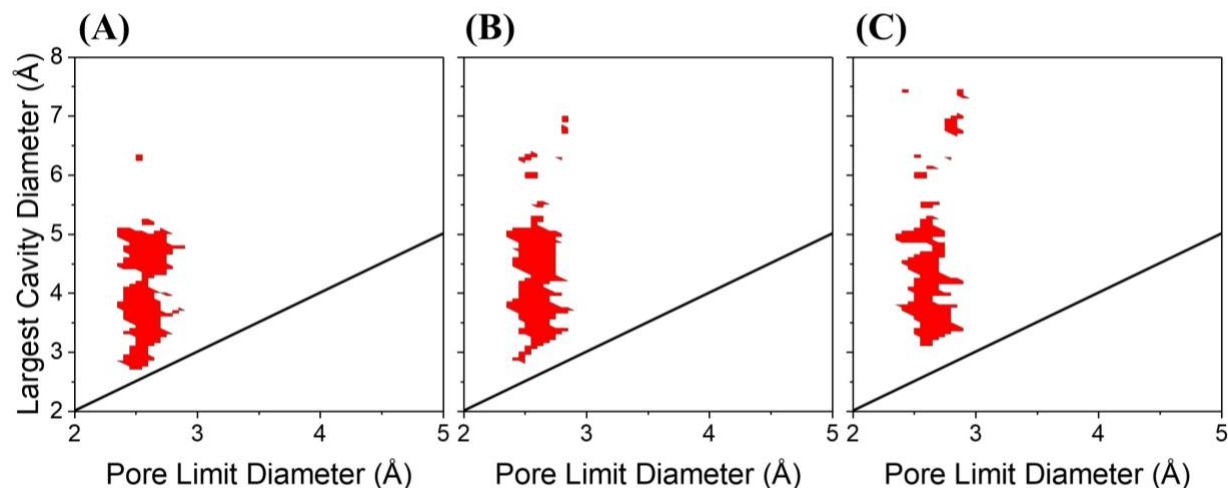 (A) (B) (C)
Largest Cavity Diameter (Å)
8
7
6
5
4
3
2
2 3 4 5 2 3 4 5 2 3 4 5
Pore Limit Diameter (Å) Pore Limit Diameter (Å) Pore Limit Diameter (Å)